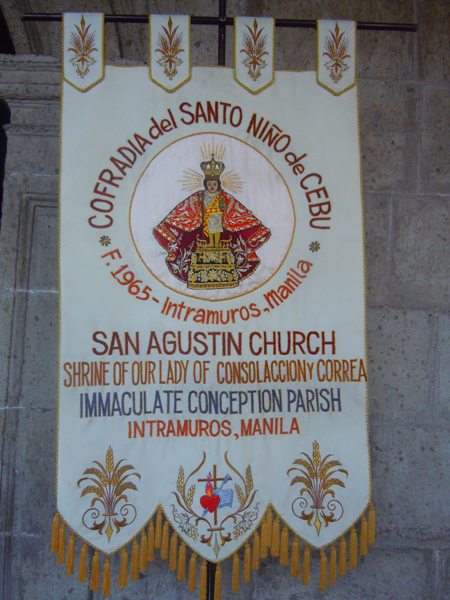 COFRADIA del SANTO NIÑO de CEBU
* F. 1965 - Intramuros, Manila *
SAN AGUSTIN CHURCH
SHRINE OF OUR LADY OF CONSOLACCION Y CORREA
IMMACULATE CONCEPTION PARISH
INTRAMUROS, MANILA